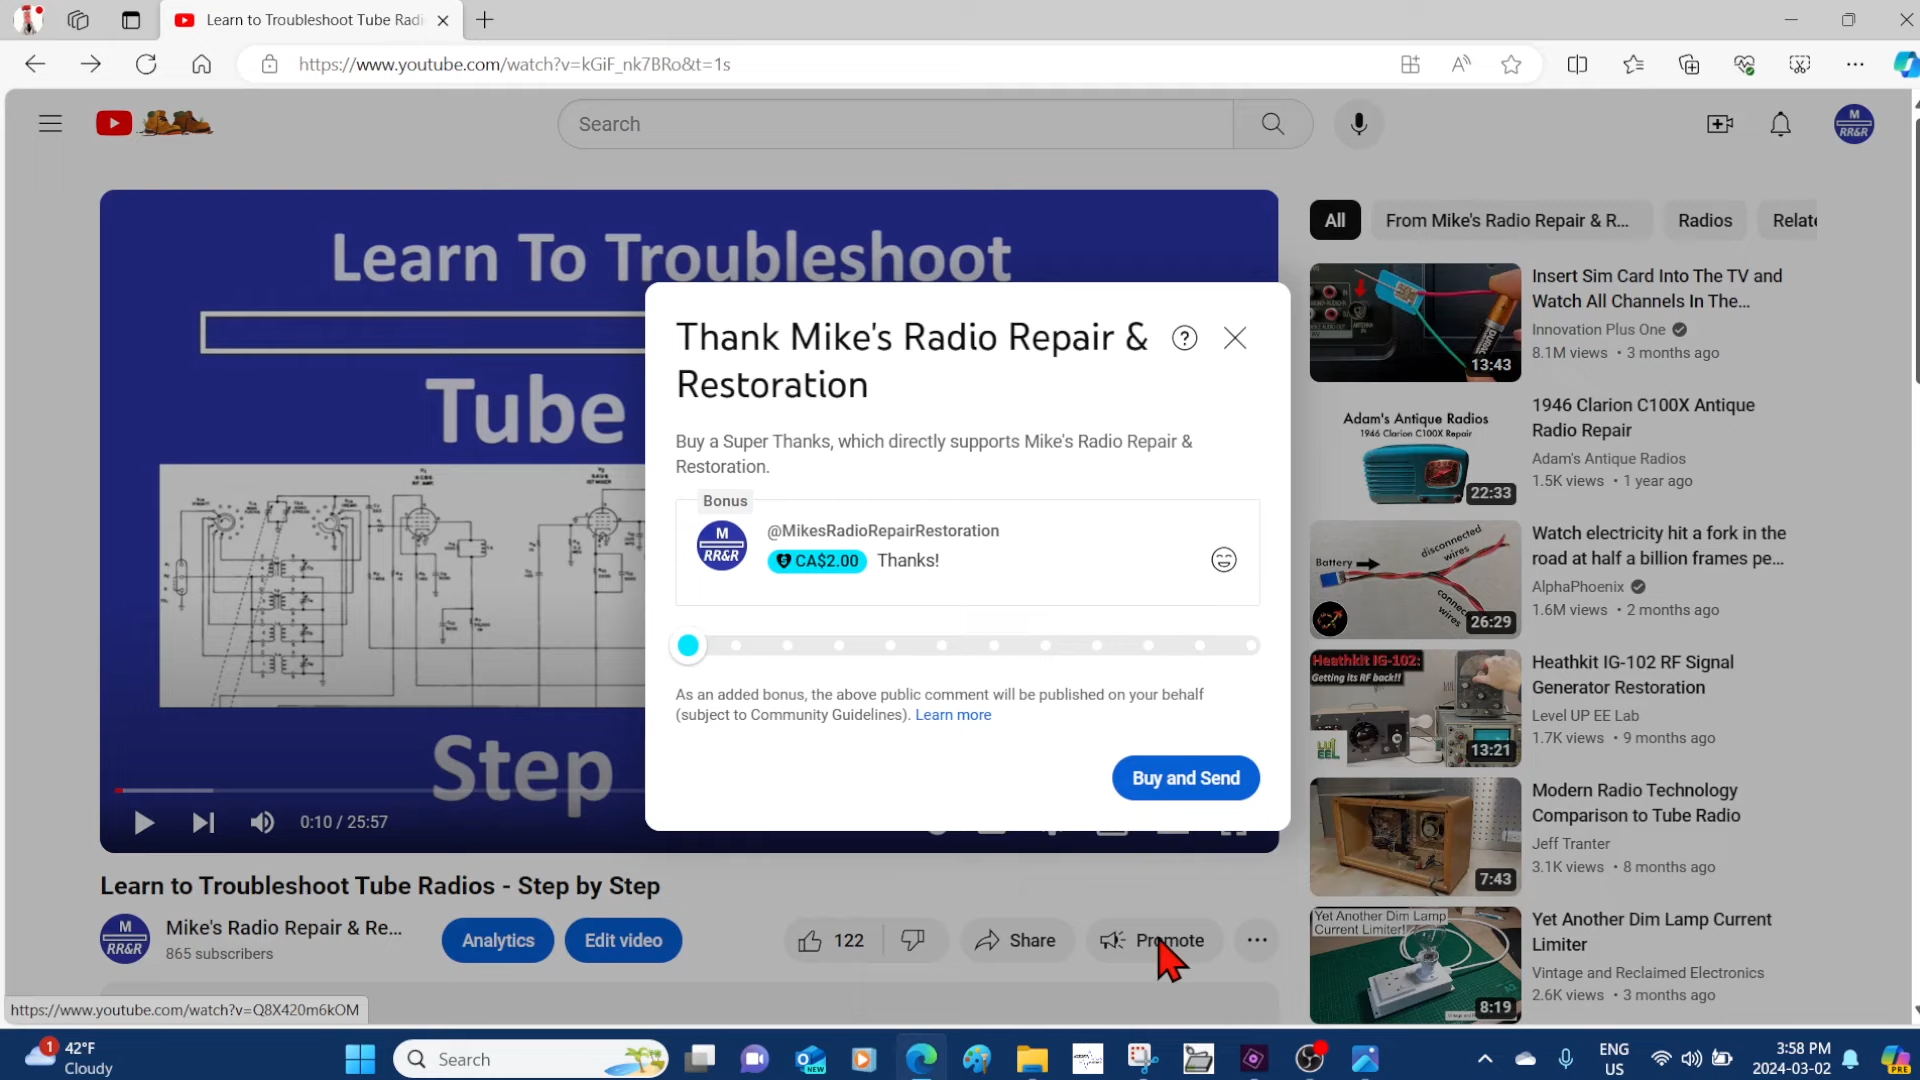 Learn to Troubleshoot Tube Radi
https://www.youtube.com/watch?v=kGiF_nk7BRo&t=1s
Search
M
RR&R
Learn To Troubleshoot
Tube
Step
0:10 / 25:57
Thank Mike's Radio Repair &
Restoration
Buy a Super Thanks, which directly supports Mike's Radio Repair &
Restoration.
Bonus
M
RR&R
@MikesRadioRepairRestoration
CA$2.00 Thanks!
As an added bonus, the above public comment will be published on your behalf
(subject to Community Guidelines). Learn more
Buy and Send
Learn to Troubleshoot Tube Radios - Step by Step
M
RR&R
Mike's Radio Repair & Re...
865 subscribers
Analytics
Edit video
122
Share
Promote
https://www.youtube.com/watch?v=Q8X420m6kOM
All
From Mike's Radio Repair & R...
Radios
Relate
13:43
Insert Sim Card Into The TV and
Watch All Channels In The...
Innovation Plus One
8.1M views • 3 months ago
Adam's Antique Radios
1946 Clarion C100X Repair
22:33
1946 Clarion C100X Antique
Radio Repair
Adam's Antique Radios
1.5K views • 1 year ago
Battery
disconnected
wires
connec
wires
26:29
Watch electricity hit a fork in the
road at half a billion frames pe...
AlphaPhoenix
1.6M views • 2 months ago
Heathkit IG-102:
Getting its RF back!!
EEL
13:21
Heathkit IG-102 RF Signal
Generator Restoration
Level UP EE Lab
1.7K views • 9 months ago
7:43
Modern Radio Technology
Comparison to Tube Radio
Jeff Tranter
3.1K views • 8 months ago
Yet Another Dim Lamp
Current Limiter!
8:19
Yet Another Dim Lamp Current
Limiter
Vintage and Reclaimed Electronics
2.6K views • 3 months ago
1
42°F
Cloudy
Search
NEW
ENG
US
3:58 PM
2024-03-02
PRE